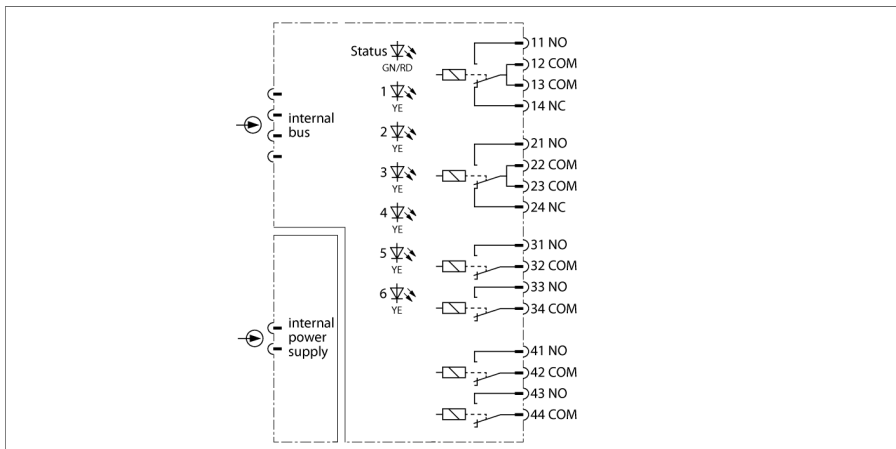 Status
GN/RD
1
YE
2
YE
3
YE
4
YE
5
YE
6
YE
internal
bus
internal
power
supply
11 NO
12 COM
13 COM
14 NC
21 NO
22 COM
23 COM
24 NC
31 NO
32 COM
33 NO
34 COM
41 NO
42 COM
43 NO
44 COM